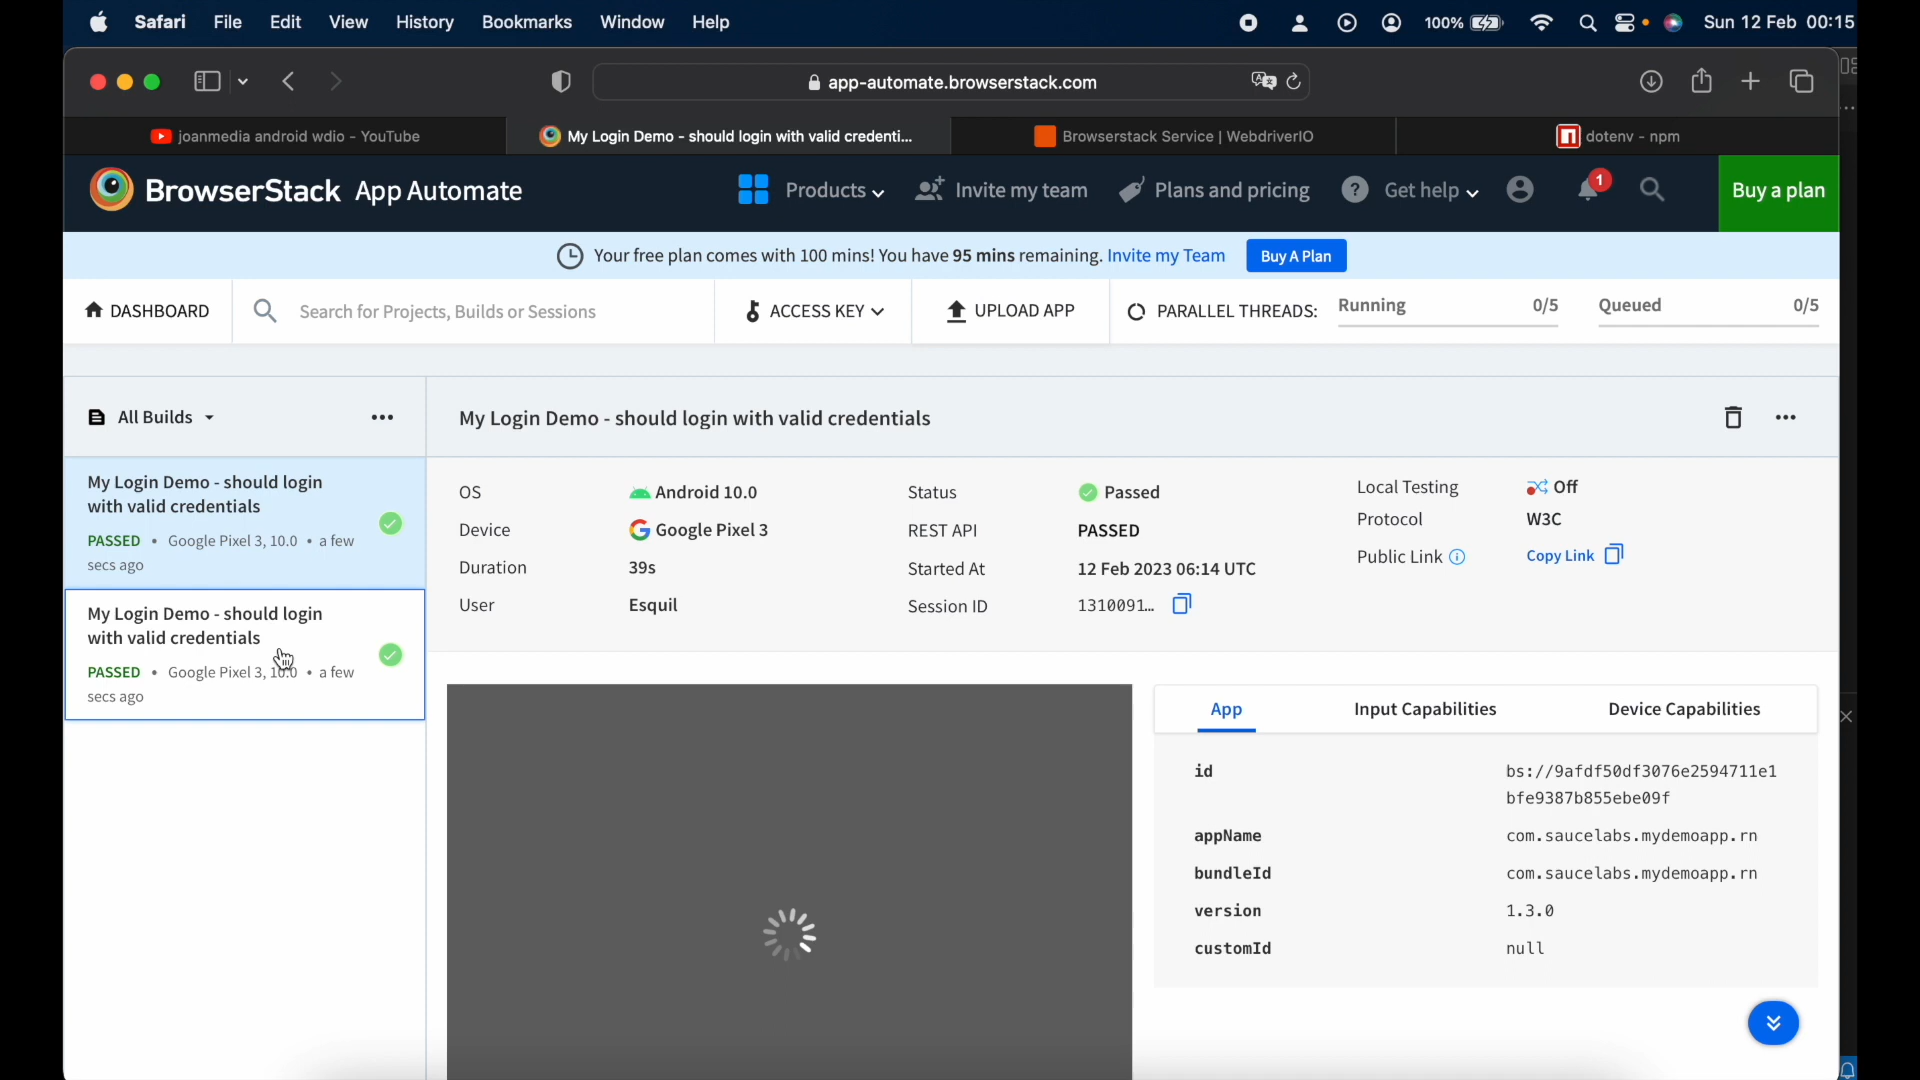 Safari File Edit View History Bookmarks Window Help 100% Sun 12 Feb 00:15
app-automate.browserstack.com
joanmedia android wdio - YouTube My Login Demo - should login with valid credenti... Browserstack Service | WebdriverIO dotenv - npm
BrowserStack App Automate Products Invite my team Plans and pricing Get help 1 Buy a plan
Your free plan comes with 100 mins! You have 95 mins remaining. Invite my Team Buy A Plan
DASHBOARD Search for Projects, Builds or Sessions ACCESS KEY UPLOAD APP PARALLEL THREADS: Running 0/5 Queued 0/5
All Builds
My Login Demo - should login
with valid credentials
PASSED • Google Pixel 3, 10.0 • a few
secs ago
My Login Demo - should login
with valid credentials
PASSED • Google Pixel 3, 10.0 • a few
secs ago
My Login Demo - should login with valid credentials
OS Android 10.0
Device Google Pixel 3
Duration 39s
User Esquil
Status Passed
REST API PASSED
Started At 12 Feb 2023 06:14 UTC
Session ID 1310091...
Local Testing Off
Protocol W3C
Public Link Copy Link
App Input Capabilities Device Capabilities
id bs://9afdf50df3076e2594711e1
bfe9387b855ebe09f
appName com.saucelabs.mydemoapp.rn
bundleId com.saucelabs.mydemoapp.rn
version 1.3.0
customId null